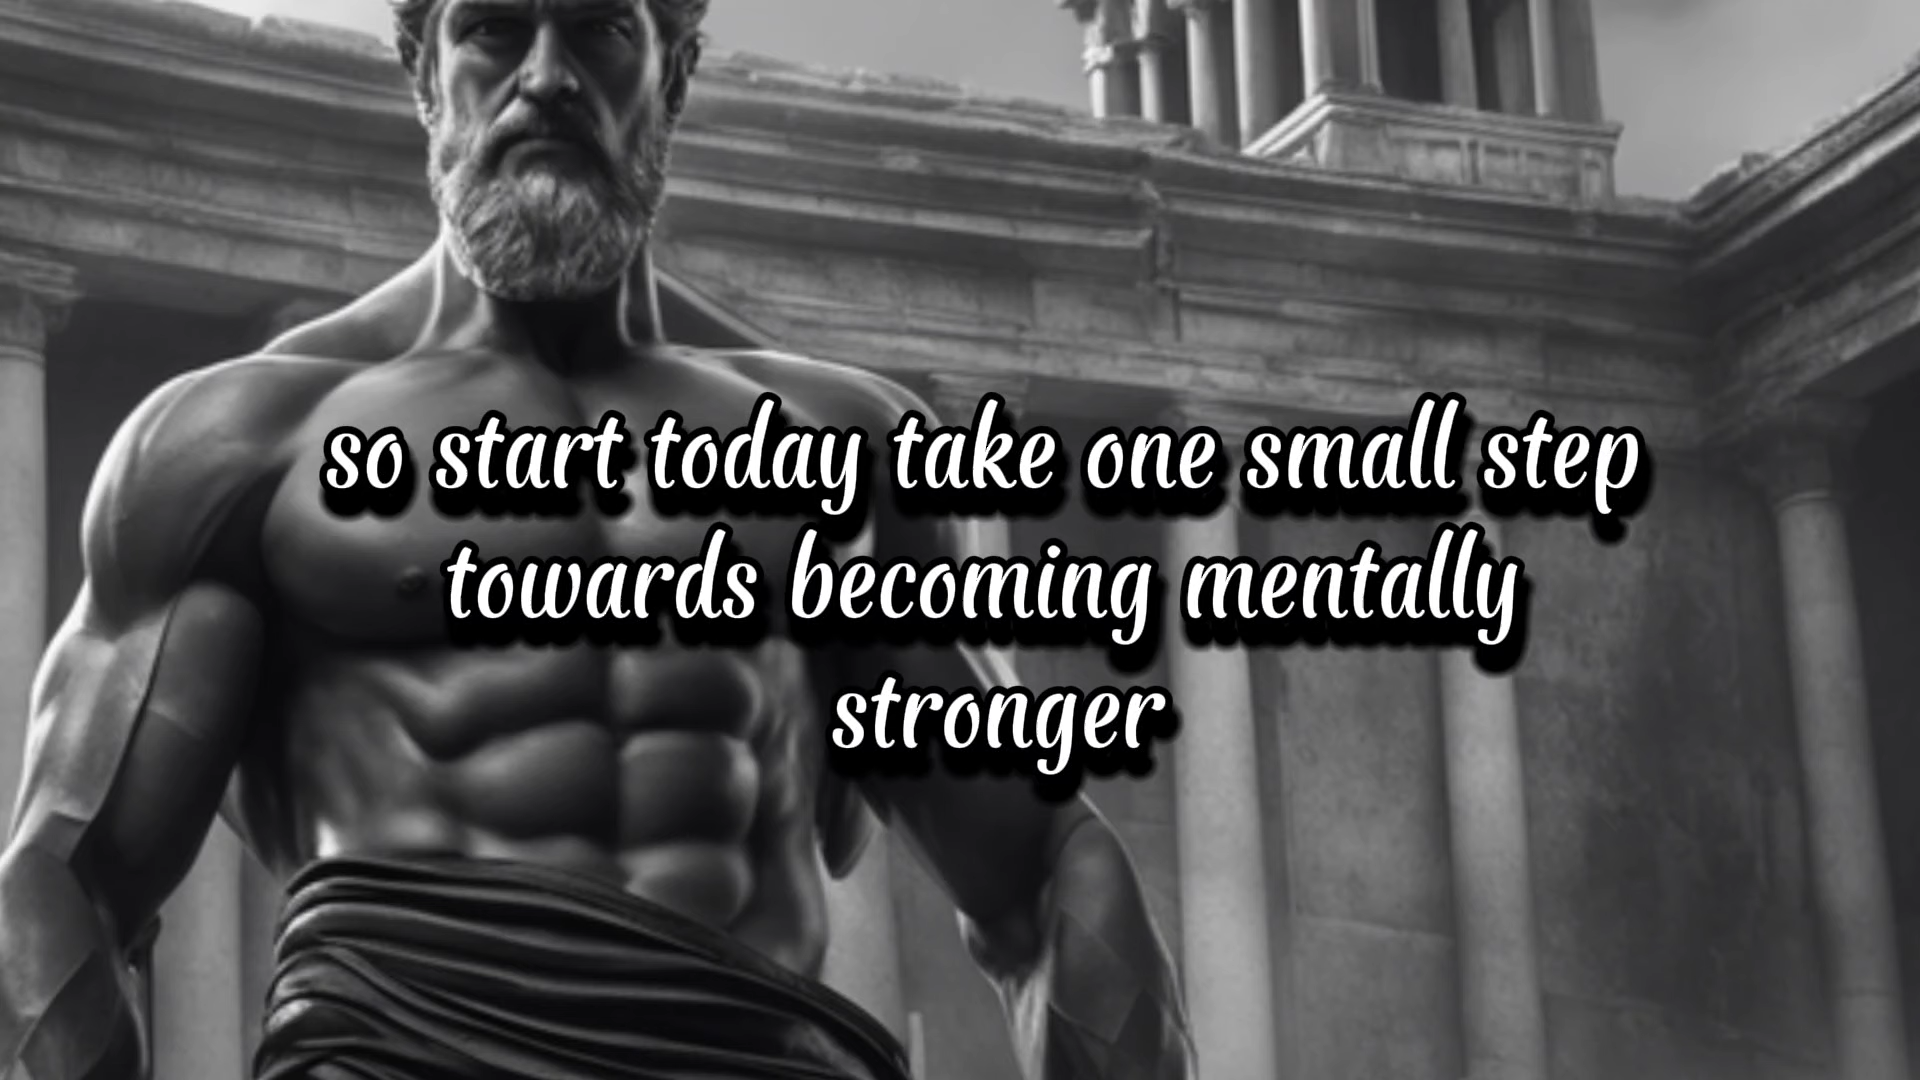 so start today take one small step
towards becoming mentally
stronger